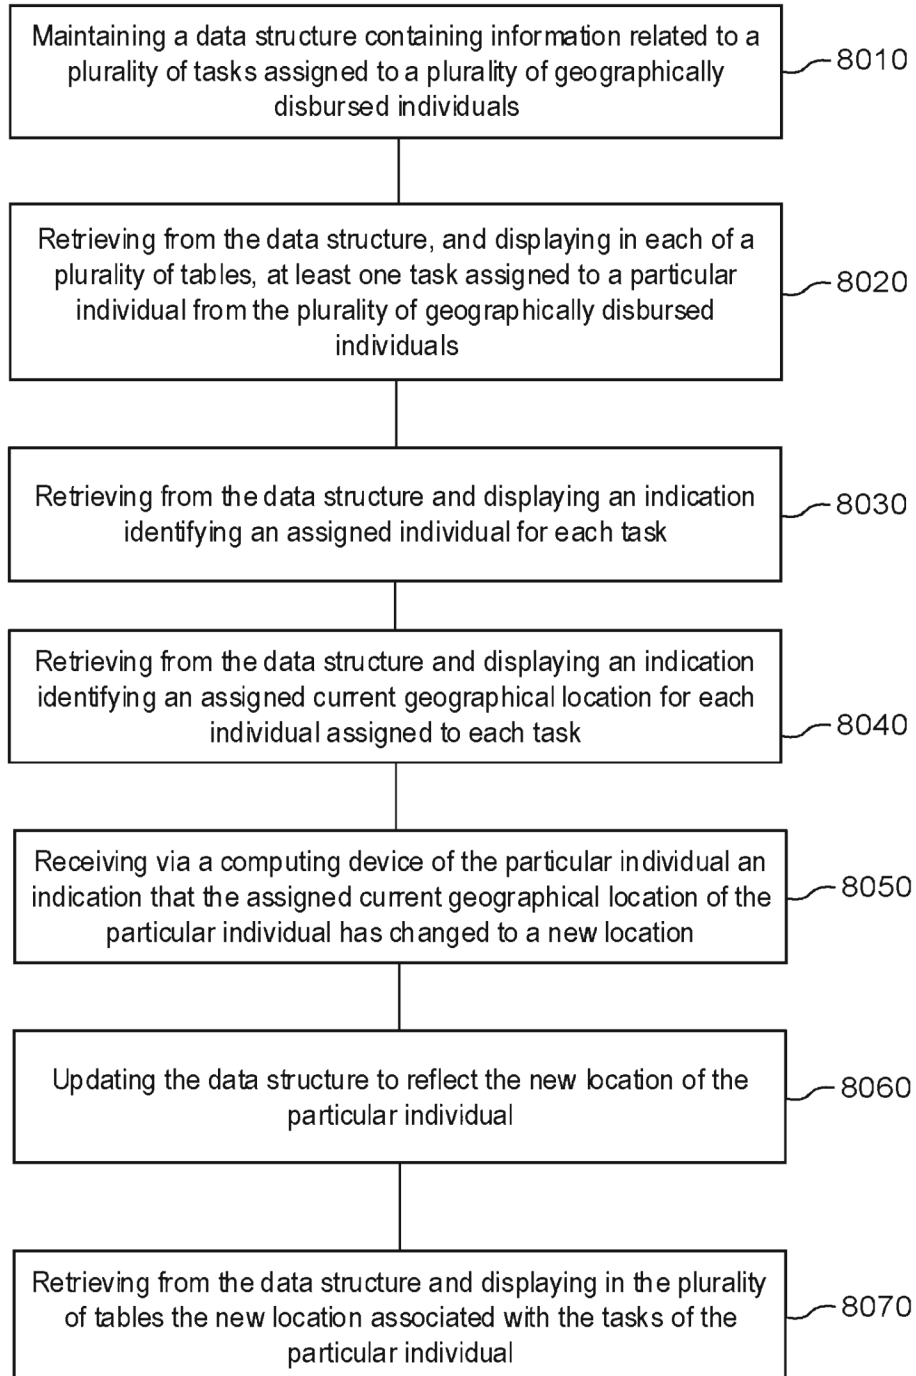 Maintaining a data structure containing information related to a
plurality of tasks assigned to a plurality of geographically
disbursed individuals
8010
Retrieving from the data structure, and displaying in each of a
plurality of tables, at least one task assigned to a particular
individual from the plurality of geographically disbursed
individuals
8020
Retrieving from the data structure and displaying an indication
identifying an assigned individual for each task
8030
Retrieving from the data structure and displaying an indication
identifying an assigned current geographical location for each
individual assigned to each task
8040
Receiving via a computing device of the particular individual an
indication that the assigned current geographical location of the
particular individual has changed to a new location
8050
Updating the data structure to reflect the new location of the
particular individual
8060
Retrieving from the data structure and displaying in the plurality
of tables the new location associated with the tasks of the
particular individual
8070